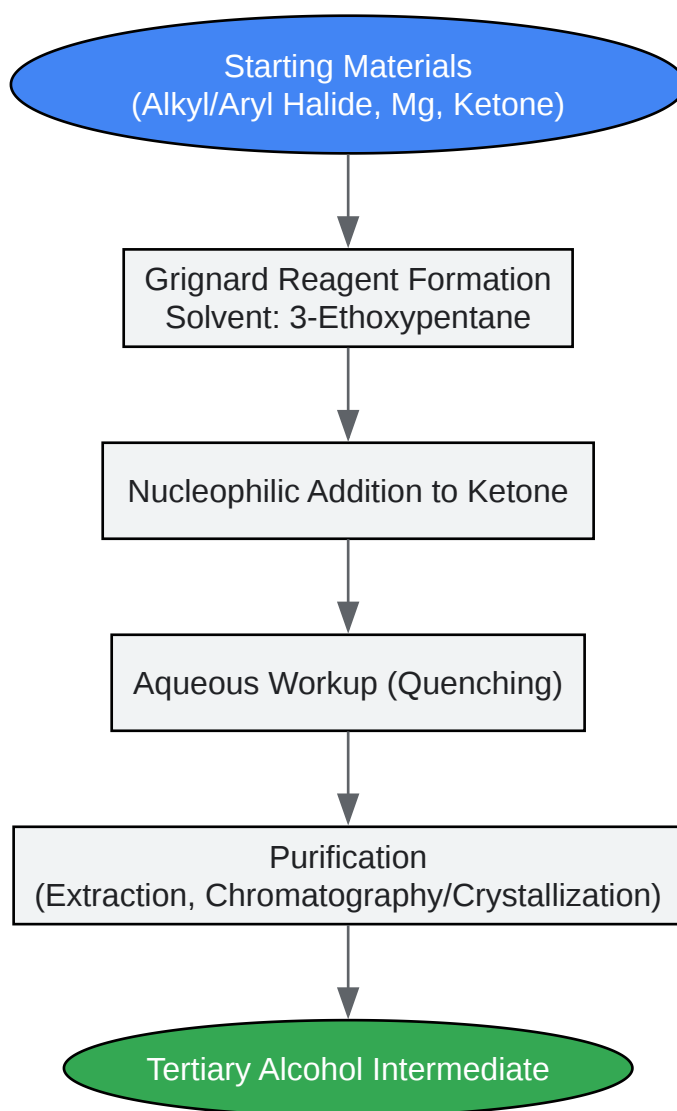 Starting Materials
(Alkyl/Aryl Halide, Mg, Ketone)
Grignard Reagent Formation
Solvent: 3-Ethoxypentane
Nucleophilic Addition to Ketone
Aqueous Workup (Quenching)
Purification
(Extraction, Chromatography/Crystallization)
Tertiary Alcohol Intermediate